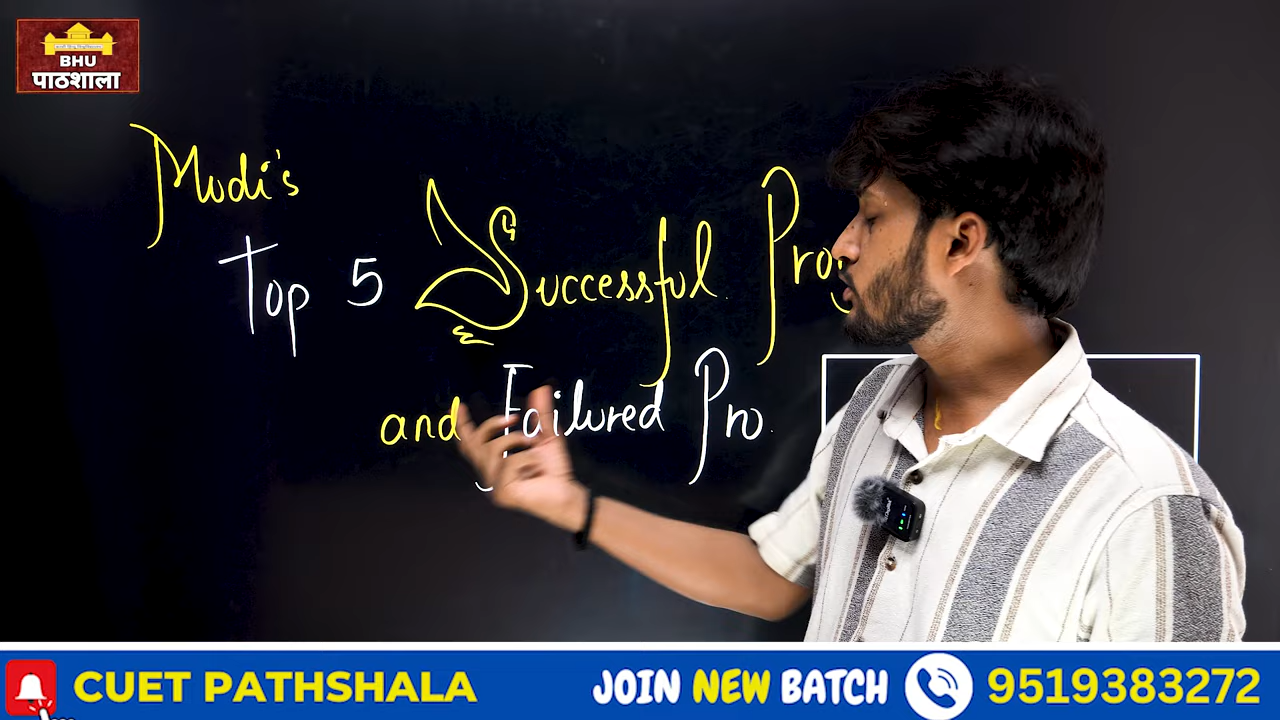 BHU
पाठशाला
Modi's
Top 5 Successful Pro
and Failured Pro.
CUET PATHSHALA
JOIN NEW BATCH
9519383272